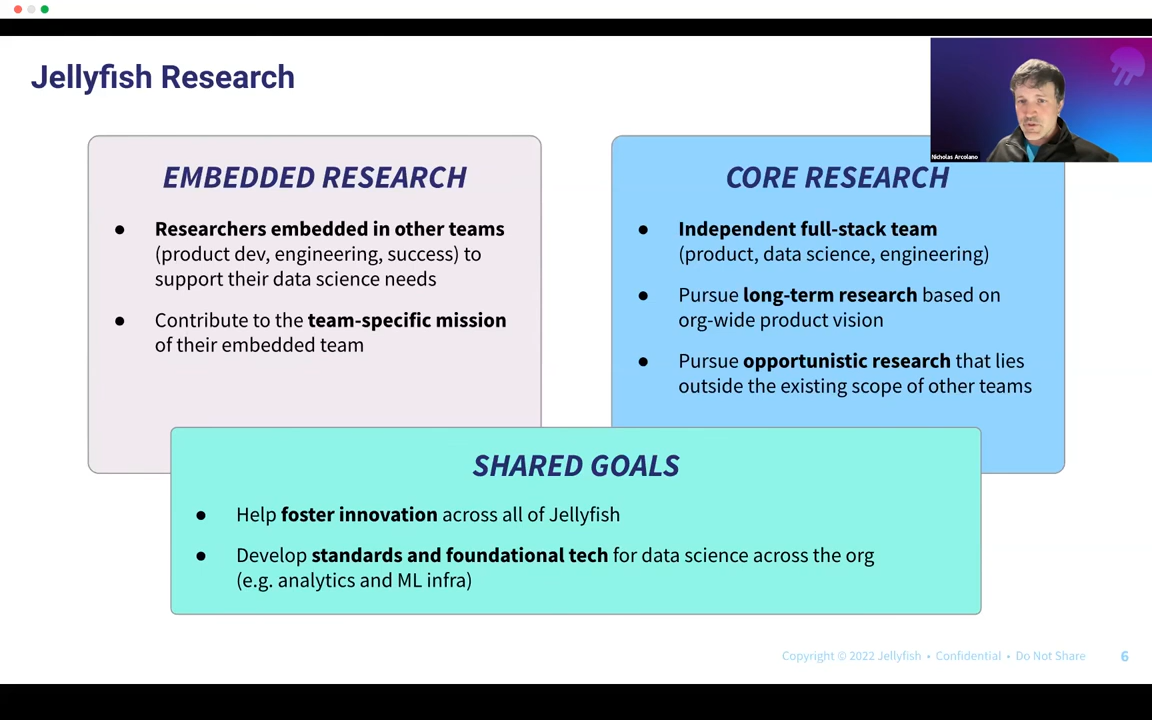 Jellyfish Research
Nicholas Arcolano
EMBEDDED RESEARCH
● Researchers embedded in other teams
(product dev, engineering, success) to
support their data science needs
● Contribute to the team-specific mission
of their embedded team
CORE RESEARCH
● Independent full-stack team
(product, data science, engineering)
● Pursue long-term research based on
org-wide product vision
● Pursue opportunistic research that lies
outside the existing scope of other teams
SHARED GOALS
● Help foster innovation across all of Jellyfish
● Develop standards and foundational tech for data science across the org
(e.g. analytics and ML infra)
Copyright © 2022 Jellyfish • Confidential • Do Not Share 6